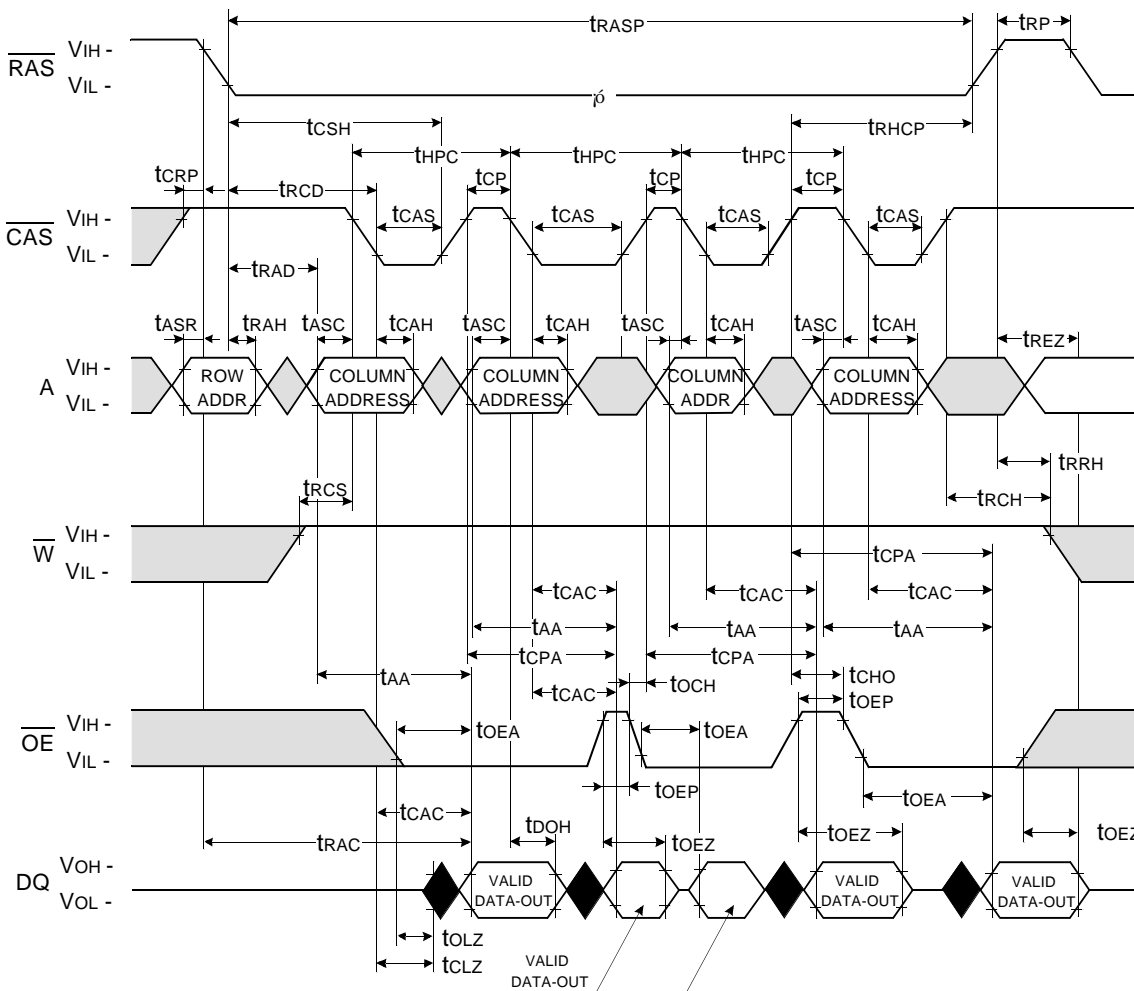 tRASP tRP
RAS VIH -
VIL -
¡ó
tCSH tRHCP
tHPC tHPC tHPC
tCRP tRCD tCP tCP tCP
CAS VIH -
VIL -
tCAS tCAS tCAS tCAS
tRAD
tASR tRAH tASC tCAH tASC tCAH tASC tCAH tASC tCAH tREZ
A VIH -
VIL -
ROW ADDR
COLUMN ADDRESS
COLUMN ADDRESS
COLUMN ADDR
COLUMN ADDRESS
tRRH
tRCS tRCH
W VIH -
VIL -
tCPA
tCAC tCAC tCAC
tAA tAA tAA
tCPA tCPA
tAA tOCH tCHO
tCAC tOEP
OE VIH -
VIL -
tOEA tOEA
tOEP tOEA
tCAC tDOH tOEZ tOEZ
tRAC tOEZ
DQ VOH -
VOL -
VALID DATA-OUT
VALID DATA-OUT
VALID DATA-OUT
tOLZ
tCLZ
VALID
DATA-OUT